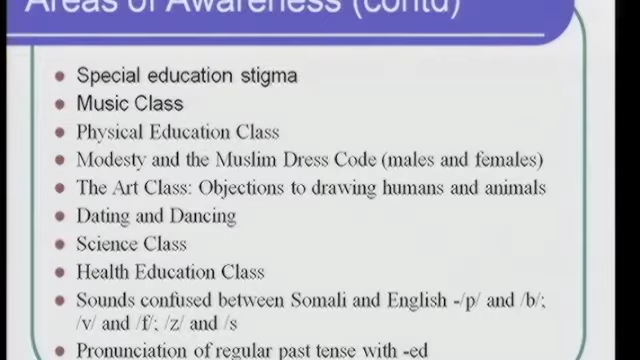 Areas of Awareness (contd)
Special education stigma
Music Class
Physical Education Class
Modesty and the Muslim Dress Code (males and females)
The Art Class: Objections to drawing humans and animals
Dating and Dancing
Science Class
Health Education Class
Sounds confused between Somali and English -/p/ and /b/;
/v/ and /f/; /z/ and /s
Pronunciation of regular past tense with -ed